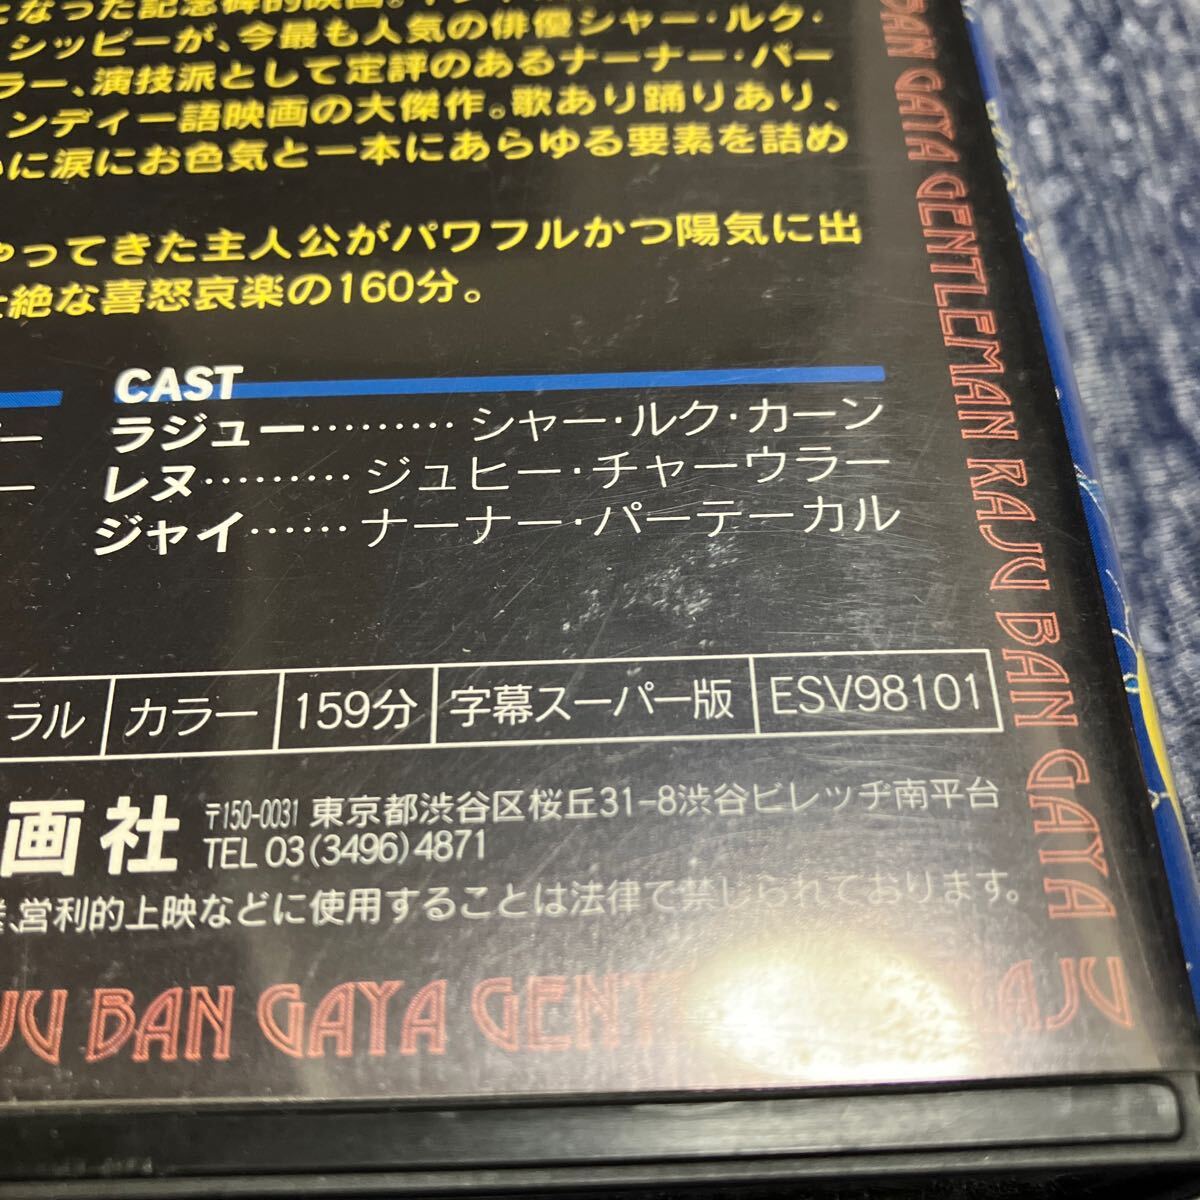 なった記念碑的映画。
シッピーが、今最も人気の俳優シャー・ルク・
ラー、演技派として定評のあるナーナー・パー
ンディー語映画の大傑作。歌あり踊りあり、
に涙にお色気と一本にあらゆる要素を詰め
やってきた主人公がパワフルかつ陽気に出
絶な喜怒哀楽の160分。
CAST
ラジュー………シャー・ルク・カーン
レヌ………ジュヒー・チャーウラー
ジャイ……ナーナー・パーテーカル
ラル カラー 159分 字幕スーパー版 ESV98101
画社 〒150-0031 東京都渋谷区桜丘31-8渋谷ビレッヂ南平台
TEL 03(3496)4871
、営利的上映などに使用することは法律で禁じられております。
BAN GAYA GENT AJU
BAN GAYA GENTLEMAN RAJU BAN GAYA